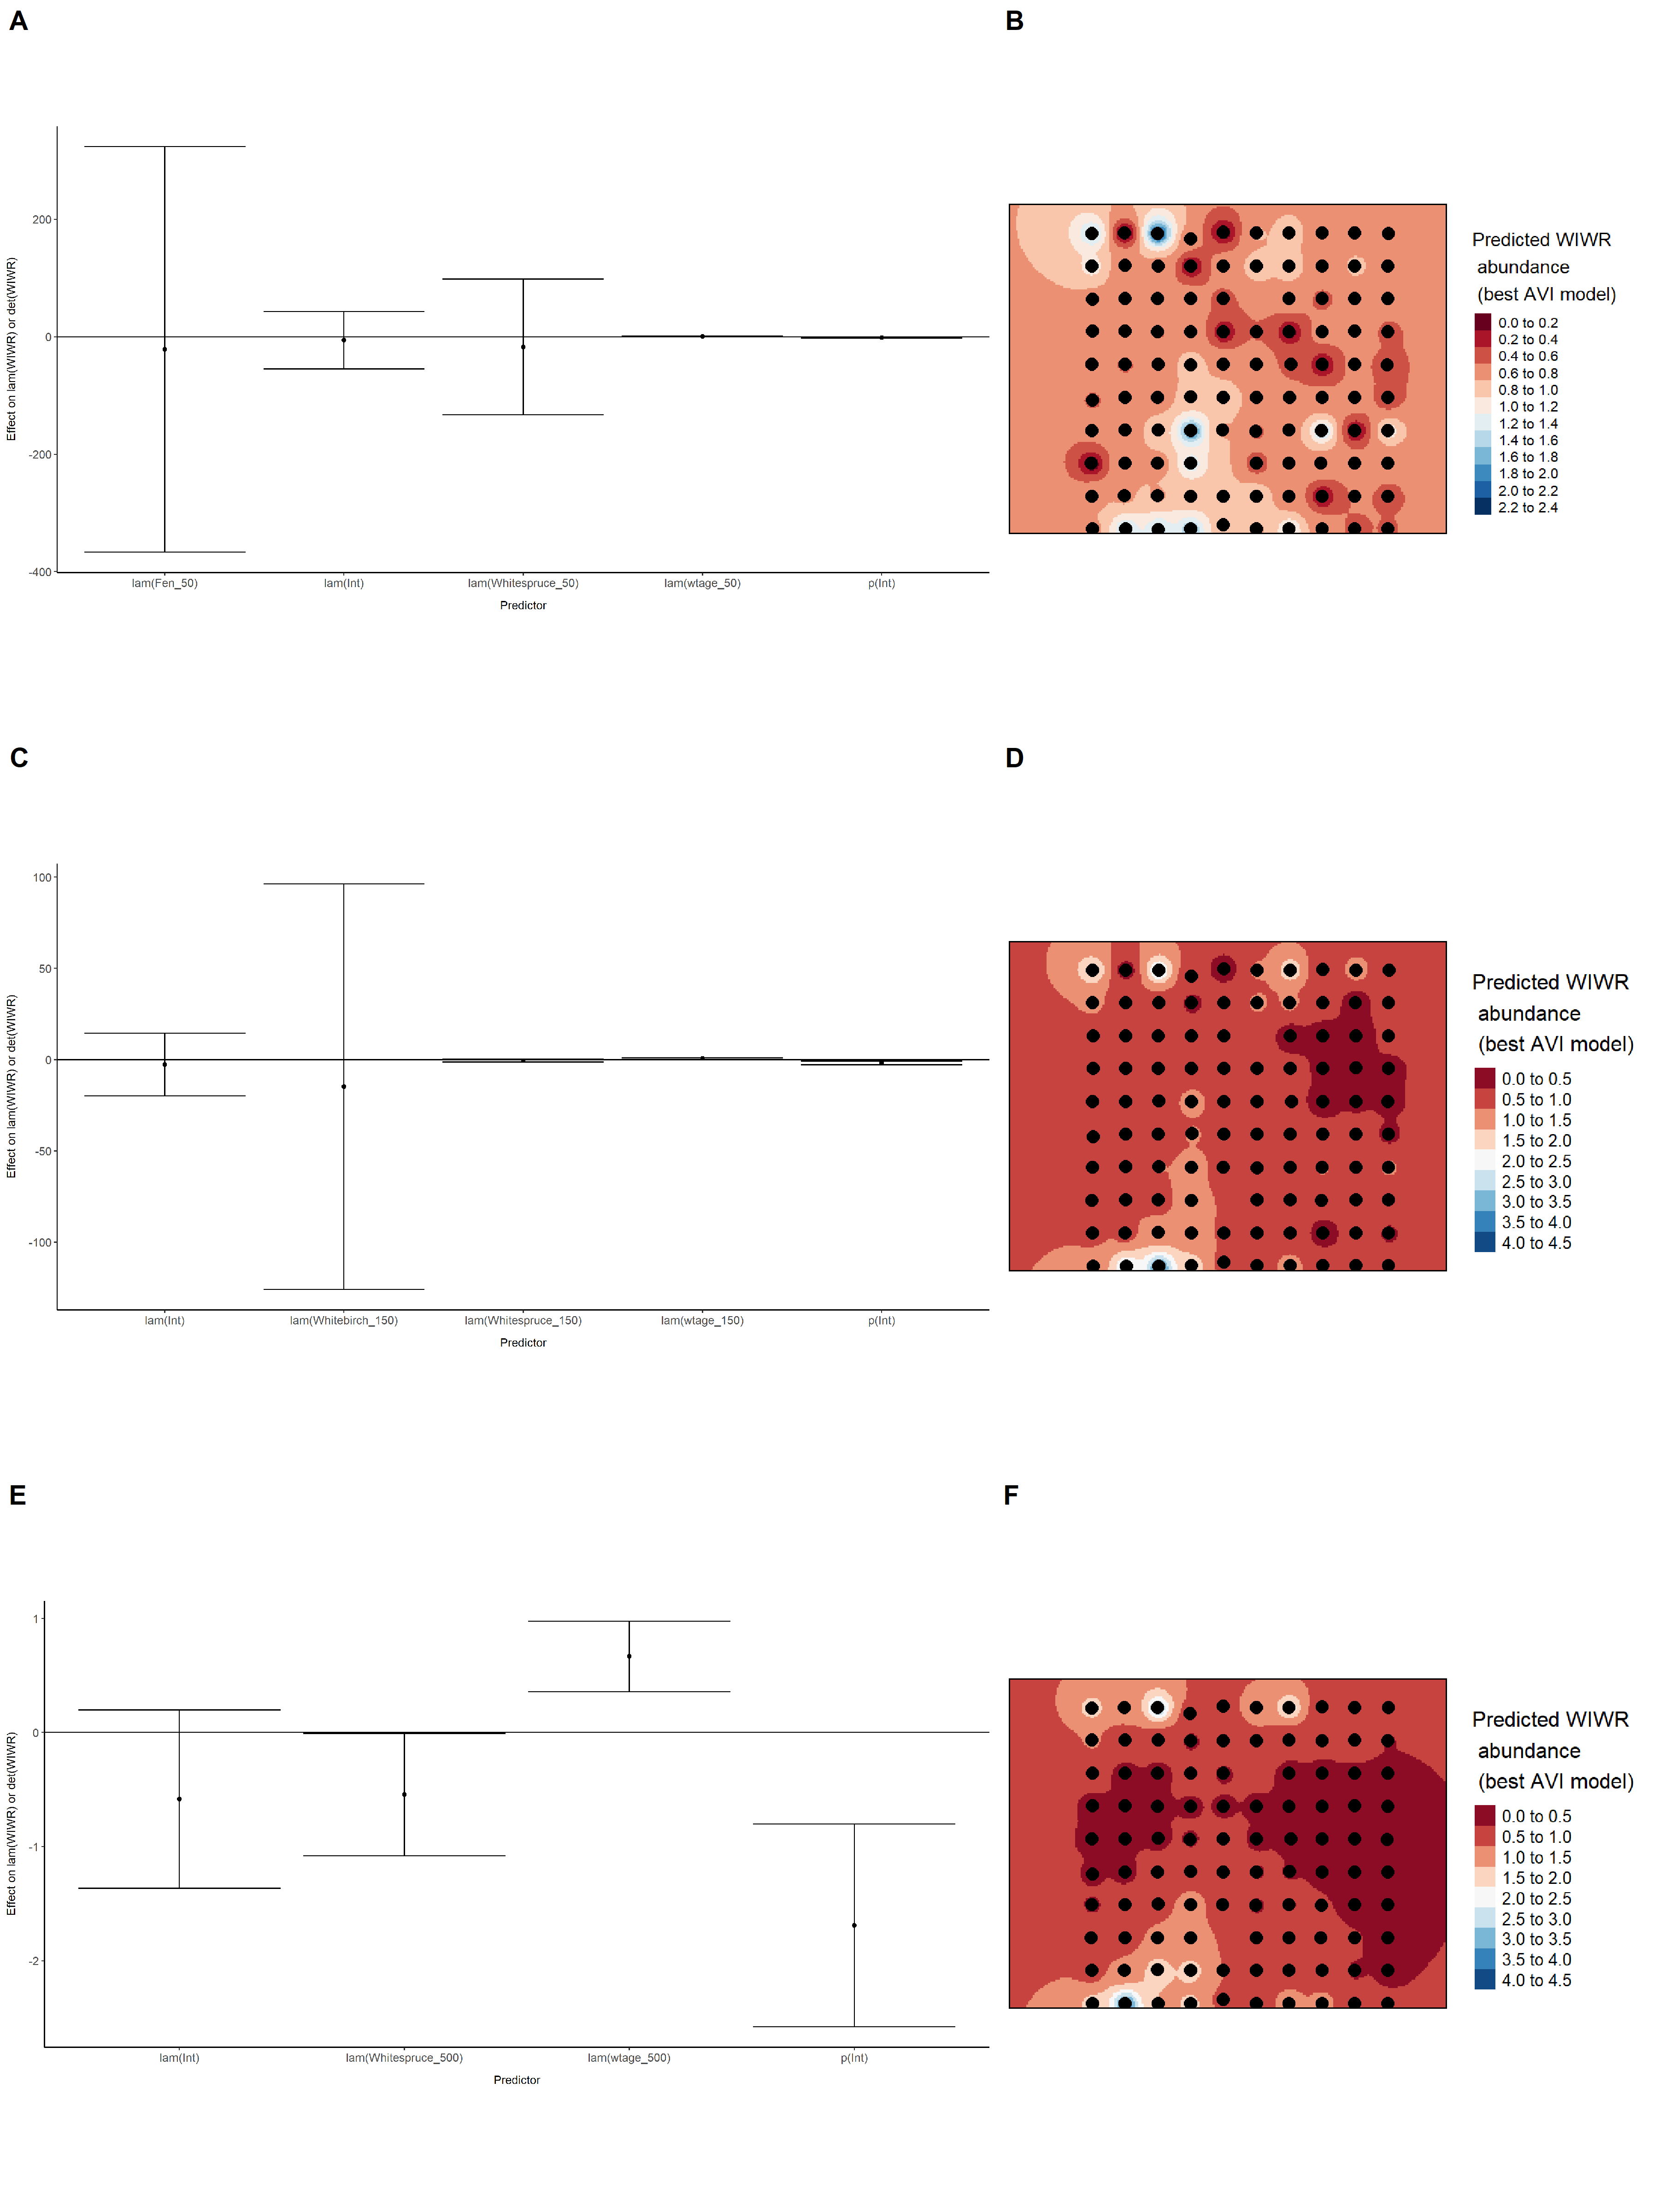 A
B
Effect on lam(WIWR) or det(WIWR)
200
0
-200
-400
lam(Fen_50)
lam(Int)
lam(Whitespruce_50)
lam(wtage_50)
p(Int)
Predictor
Predicted WIWR
abundance
(best AVI model)
0.0 to 0.2
0.2 to 0.4
0.4 to 0.6
0.6 to 0.8
0.8 to 1.0
1.0 to 1.2
1.2 to 1.4
1.4 to 1.6
1.6 to 1.8
1.8 to 2.0
2.0 to 2.2
2.2 to 2.4
C
D
Effect on lam(WIWR) or det(WIWR)
100
50
0
-50
-100
lam(Int)
lam(Whitebirch_150)
lam(Whitespruce_150)
lam(wtage_150)
p(Int)
Predictor
Predicted WIWR
abundance
(best AVI model)
0.0 to 0.5
0.5 to 1.0
1.0 to 1.5
1.5 to 2.0
2.0 to 2.5
2.5 to 3.0
3.0 to 3.5
3.5 to 4.0
4.0 to 4.5
E
F
Effect on lam(WIWR) or det(WIWR)
1
0
-1
-2
lam(Int)
lam(Whitespruce_500)
lam(wtage_500)
p(Int)
Predictor
Predicted WIWR
abundance
(best AVI model)
0.0 to 0.5
0.5 to 1.0
1.0 to 1.5
1.5 to 2.0
2.0 to 2.5
2.5 to 3.0
3.0 to 3.5
3.5 to 4.0
4.0 to 4.5